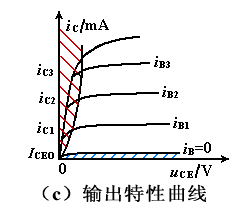 iC/mA
iC3
iB3
iC2
iB2
iC1
iB1
ICEO
iB=0
0
uCE/V
（c）输出特性曲线